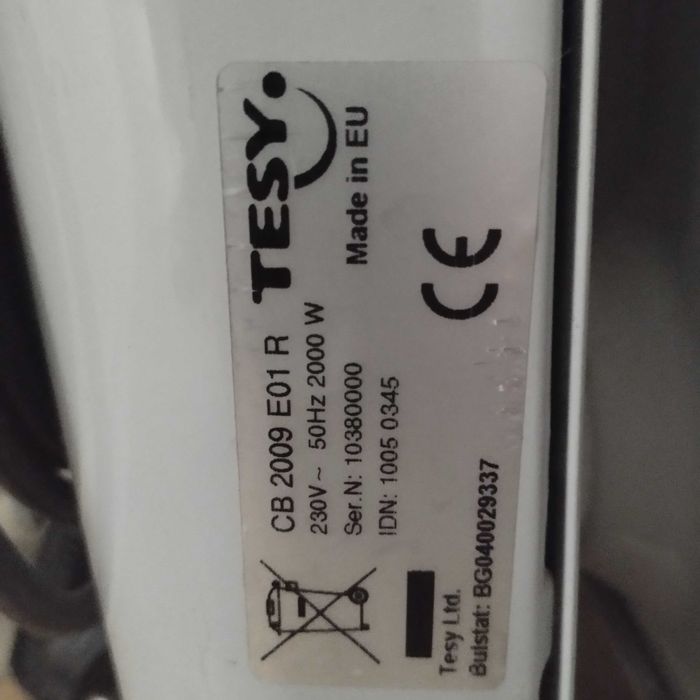 CB 2009 E01 R
TESY
230V~ 50Hz 2000 W
Made in EU
Ser.N: 10380000
IDN: 1005 0345
CE
Tesy Ltd.
Bulstat: BG040029337